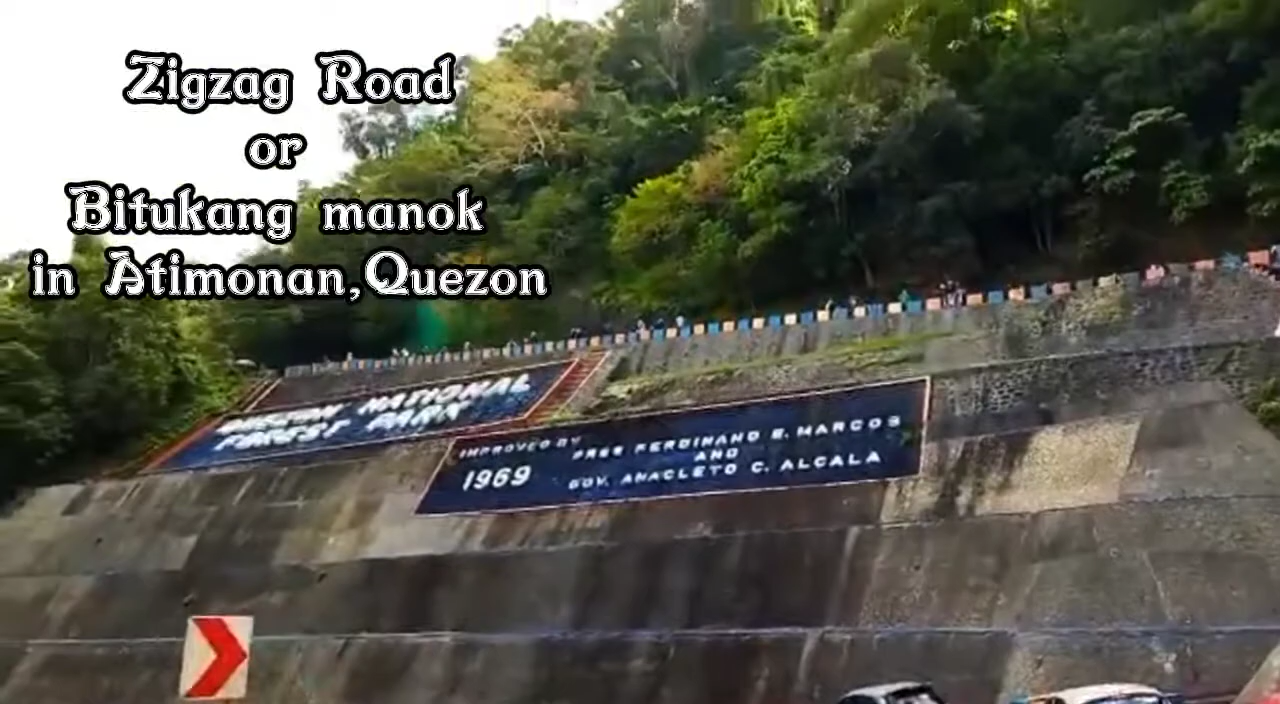 Zigzag Road
or
Bitukang manok
in Atimonan,Quezon
QUEZON NATIONAL
FOREST PARK
IMPROVED BY
1969
PRES FERDINAND E. MARCOS
AND
GOV. ANACLETO C. ALCALA